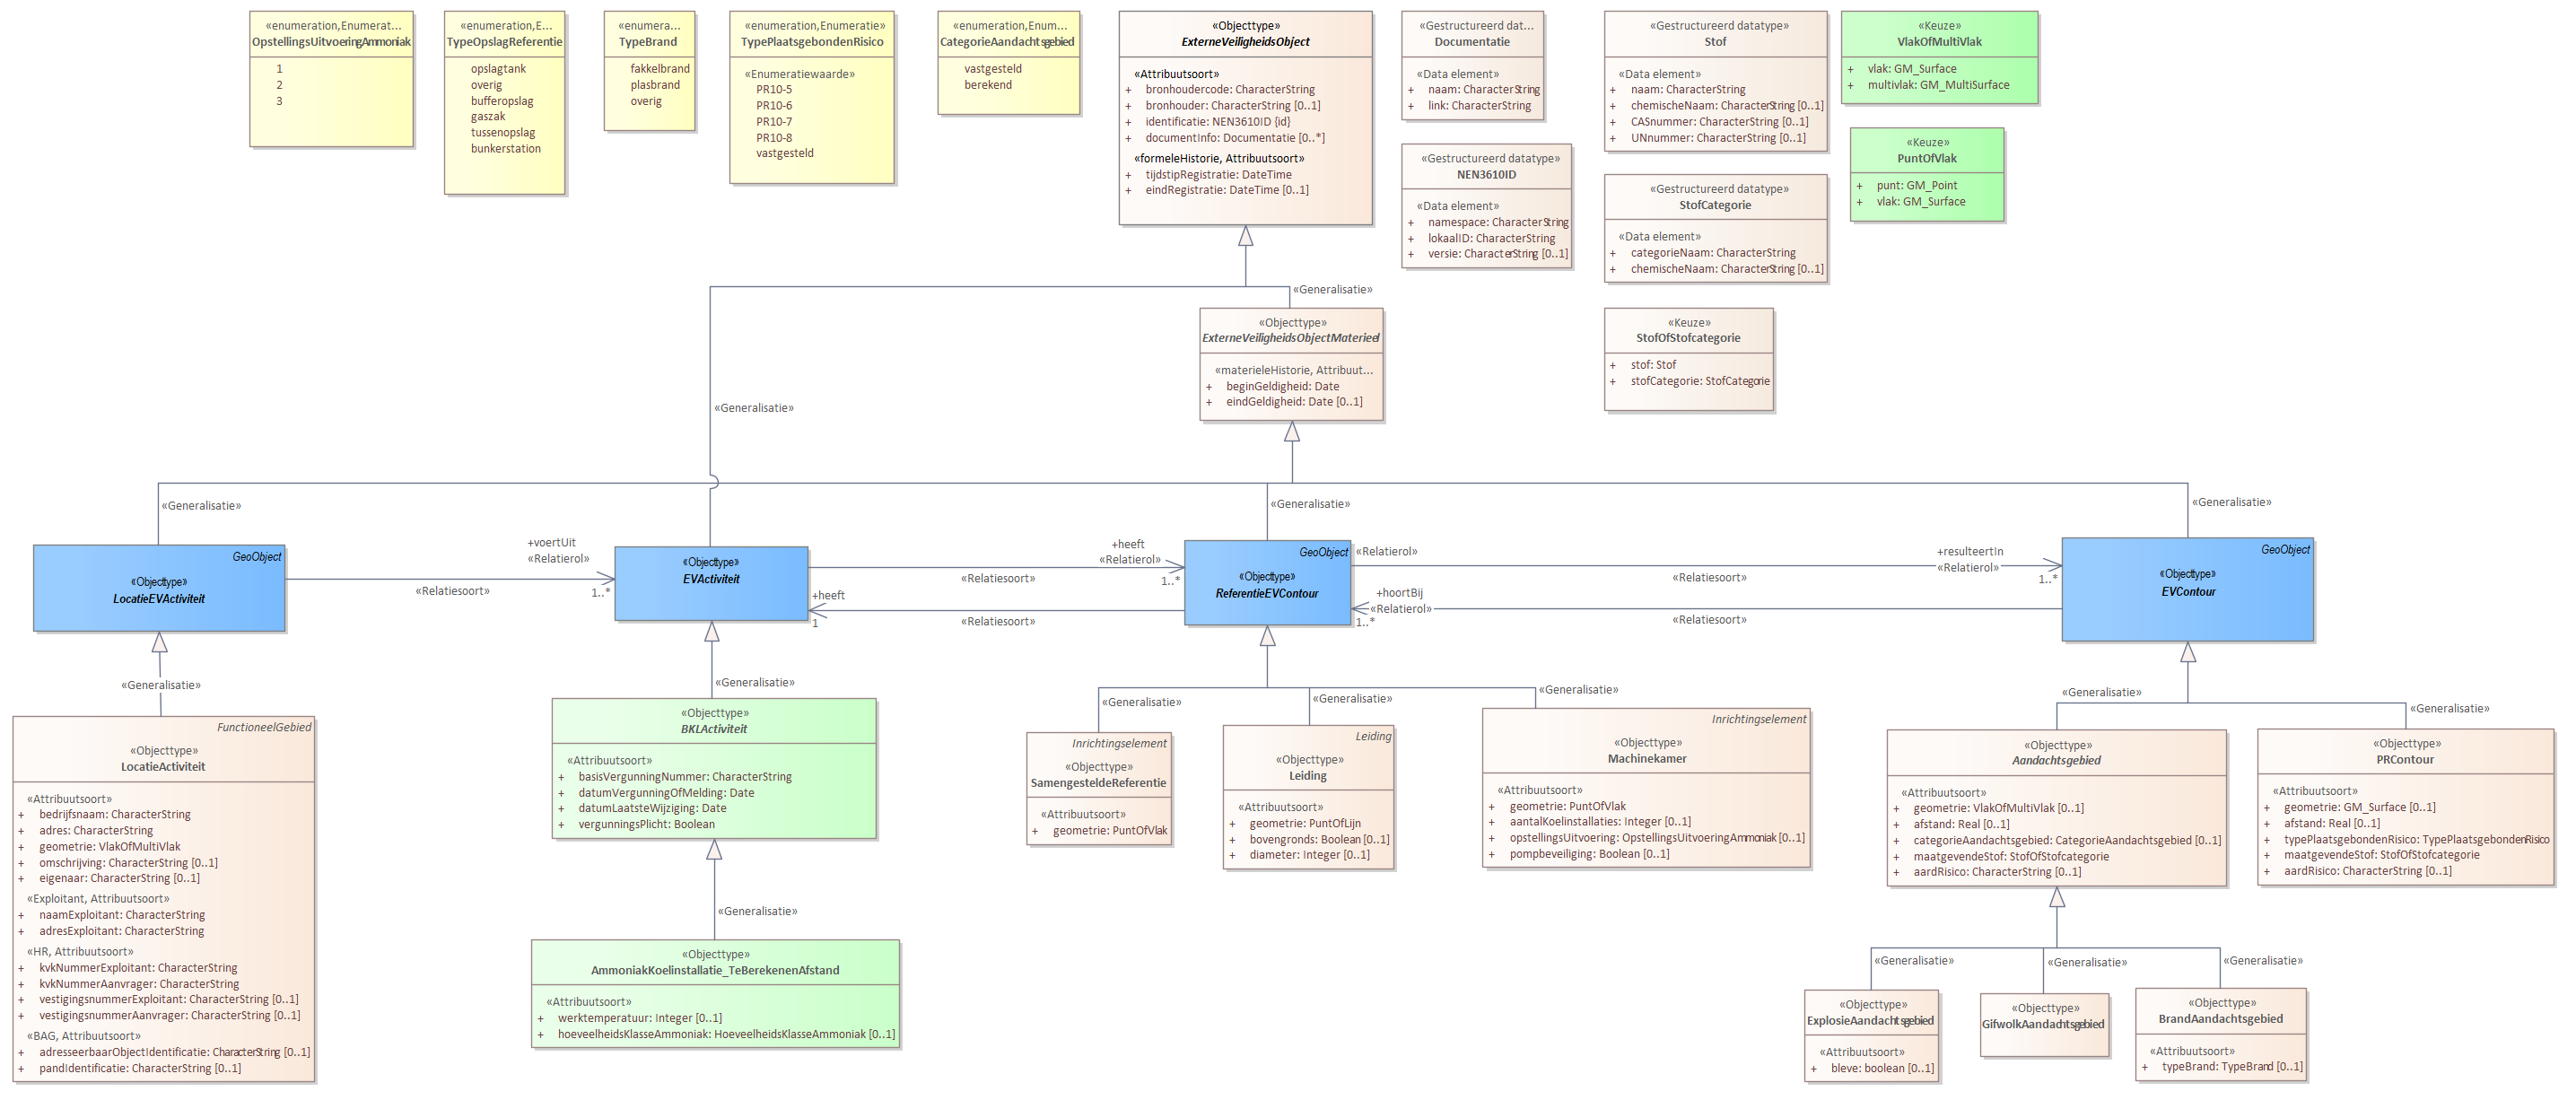 «enumeration,Enumerat...
OpstellingsUitvoeringAmmoniak
1
2
3
«enumeration,E...
TypeOpslagReferentie
opslagtank
overig
bufferopslag
gaszak
tussenopslag
bunkerstation
«enumera...
TypeBrand
fakkelbrand
plasbrand
overig
«enumeration,Enumeratie»
TypePlaatsgebondenRisico
«Enumeratiewaarde»
PR10-5
PR10-6
PR10-7
PR10-8
vastgesteld
«enumeration,Enum...
CategorieAandachtsgebied
vastgesteld
berekend
«Objecttype»
ExterneVeiligheidsObject
«Attribuutsoort»
+ bronhoudercode: CharacterString
+ bronhouder: CharacterString [0..1]
+ identificatie: NEN3610ID {id}
+ documentInfo: Documentatie [0..*]
«formeleHistorie, Attribuutsoort»
+ tijdstipRegistratie: DateTime
+ eindRegistratie: DateTime [0..1]
«Gestructureerd dat...
Documentatie
«Data element»
+ naam: CharacterString
+ link: CharacterString
«Gestructureerd datatype»
NEN3610ID
«Data element»
+ namespace: CharacterString
+ lokaalID: CharacterString
+ versie: CharacterString [0..1]
«Gestructureerd datatype»
Stof
«Data element»
+ naam: CharacterString
+ chemischeNaam: CharacterString [0..1]
+ CASnummer: CharacterString [0..1]
+ UNnummer: CharacterString [0..1]
«Gestructureerd datatype»
StofCategorie
«Data element»
+ categorieNaam: CharacterString
+ chemischeNaam: CharacterString [0..1]
«Keuze»
StofOfStofcategorie
+ stof: Stof
+ stofCategorie: StofCategorie
«Keuze»
VlakOfMultiVlak
+ vlak: GM_Surface
+ multivlak: GM_MultiSurface
«Keuze»
PuntOfVlak
+ punt: GM_Point
+ vlak: GM_Surface
«Generalisatie»
«Objecttype»
ExterneVeiligheidsObjectMaterieel
«materieleHistorie, Attribuut...
+ beginGeldigheid: Date
+ eindGeldigheid: Date [0..1]
«Generalisatie»
«Generalisatie»
«Generalisatie»
«Generalisatie»
GeoObject
«Objecttype»
LocatieEVActiviteit
+voertUit
«Relatierol»
«Relatiesoort»
1..*
«Objecttype»
EVActiviteit
+heeft
«Relatierol»
«Relatiesoort»
1..*
+heeft
1
«Relatiesoort»
GeoObject
«Objecttype»
ReferentieEVContour
«Relatierol»
+resulteertIn
«Relatierol»
«Relatiesoort»
1..*
+hoortBij
«Relatierol»
1..*
«Relatiesoort»
GeoObject
«Objecttype»
EVContour
«Generalisatie»
FunctioneelGebied
«Objecttype»
LocatieActiviteit
«Attribuutsoort»
+ bedrijfsnaam: CharacterString
+ adres: CharacterString
+ geometrie: VlakOfMultiVlak
+ omschrijving: CharacterString [0..1]
+ eigenaar: CharacterString [0..1]
«Exploitant, Attribuutsoort»
+ naamExploitant: CharacterString
+ adresExploitant: CharacterString
«HR, Attribuutsoort»
+ kvkNummerExploitant: CharacterString
+ kvkNummerAanvrager: CharacterString
+ vestigingsnummerExploitant: CharacterString [0..1]
+ vestigingsnummerAanvrager: CharacterString [0..1]
«BAG, Attribuutsoort»
+ adresseerbaarObjectIdentificatie: CharacterString [0..1]
+ pandIdentificatie: CharacterString [0..1]
«Generalisatie»
«Objecttype»
BKLActiviteit
«Attribuutsoort»
+ basisVergunningNummer: CharacterString
+ datumVergunningOfMelding: Date
+ datumLaatsteWijziging: Date
+ vergunningsPlicht: Boolean
«Generalisatie»
«Objecttype»
AmmoniakKoelinstallatie_TeBerekenenAfstand
«Attribuutsoort»
+ werktemperatuur: Integer [0..1]
+ hoeveelheidsKlasseAmmoniak: HoeveelheidsKlasseAmmoniak [0..1]
«Generalisatie»
«Generalisatie»
«Generalisatie»
Inrichtingselement
«Objecttype»
SamengesteldeReferentie
«Attribuutsoort»
+ geometrie: PuntOfVlak
Leiding
«Objecttype»
Leiding
«Attribuutsoort»
+ geometrie: PuntOfLijn
+ bovengronds: Boolean [0..1]
+ diameter: Integer [0..1]
Inrichtingselement
«Objecttype»
Machinekamer
«Attribuutsoort»
+ geometrie: PuntOfVlak
+ aantalKoelinstallaties: Integer [0..1]
+ opstellingsUitvoering: OpstellingsUitvoeringAmmoniak [0..1]
+ pompbeveiliging: Boolean [0..1]
«Generalisatie»
«Generalisatie»
«Objecttype»
Aandachtsgebied
«Attribuutsoort»
+ geometrie: VlakOfMultiVlak [0..1]
+ afstand: Real [0..1]
+ categorieAandachtsgebied: CategorieAandachtsgebied [0..1]
+ maatgevendeStof: StofOfStofcategorie
+ aardRisico: CharacterString [0..1]
«Objecttype»
PRContour
«Attribuutsoort»
+ geometrie: GM_Surface [0..1]
+ afstand: Real [0..1]
+ typePlaatsgebondenRisico: TypePlaatsgebondenRisico
+ maatgevendeStof: StofOfStofcategorie
+ aardRisico: CharacterString [0..1]
«Generalisatie»
«Generalisatie»
«Generalisatie»
«Objecttype»
ExplosieAandachtsgebied
«Attribuutsoort»
+ bleve: boolean [0..1]
«Objecttype»
GifwolkAandachtsgebied
«Objecttype»
BrandAandachtsgebied
«Attribuutsoort»
+ typeBrand: TypeBrand [0..1]